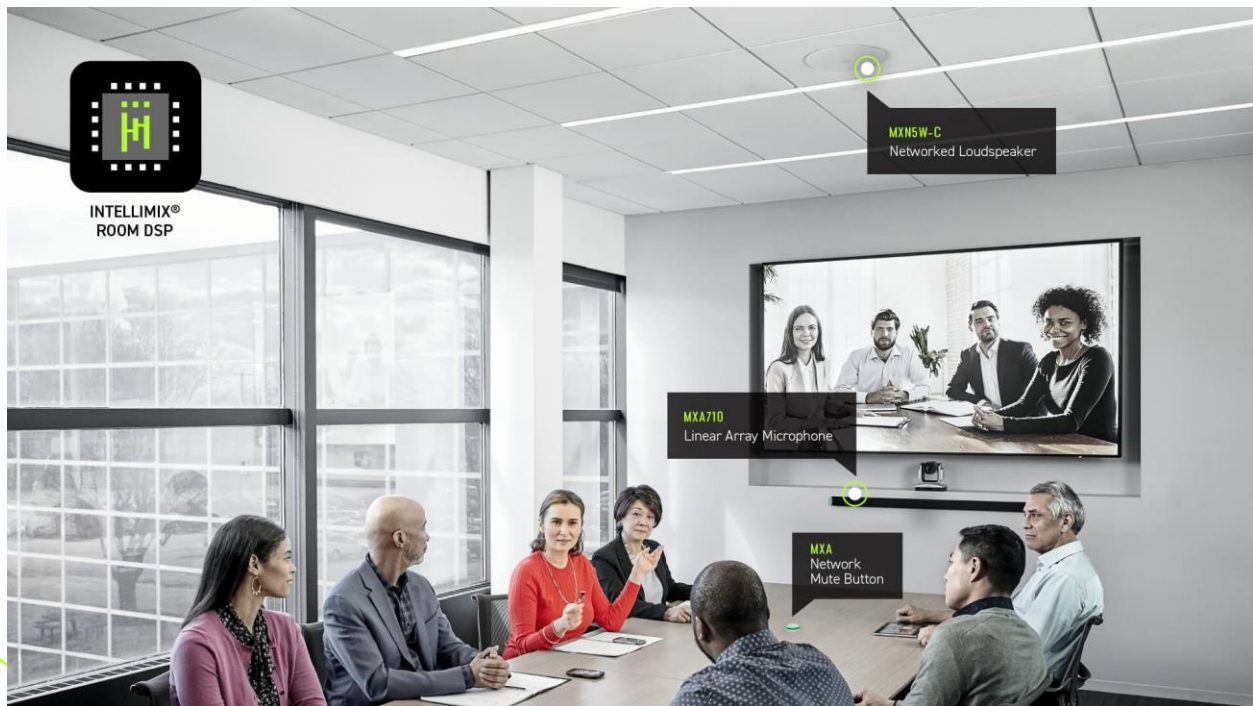 INTELLIMIX®
ROOM DSP
MXN5W-C
Networked Loudspeaker
MXA710
Linear Array Microphone
MXA
Network
Mute Button